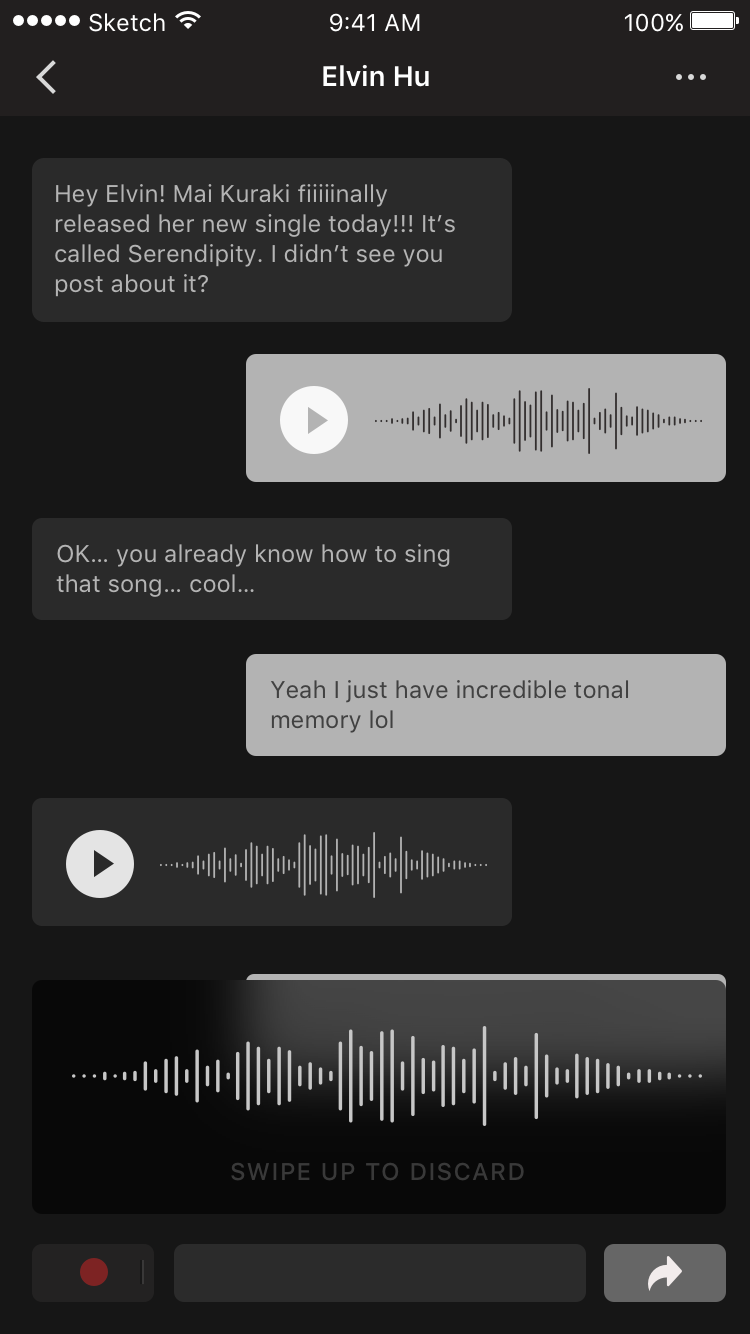 Sketch 9:41 AM 100%
Elvin Hu
Hey Elvin! Mai Kuraki fiiiiinally
released her new single today!!! It’s
called Serendipity. I didn’t see you
post about it?
OK... you already know how to sing
that song... cool...
Yeah I just have incredible tonal
memory lol
SWIPE UP TO DISCARD